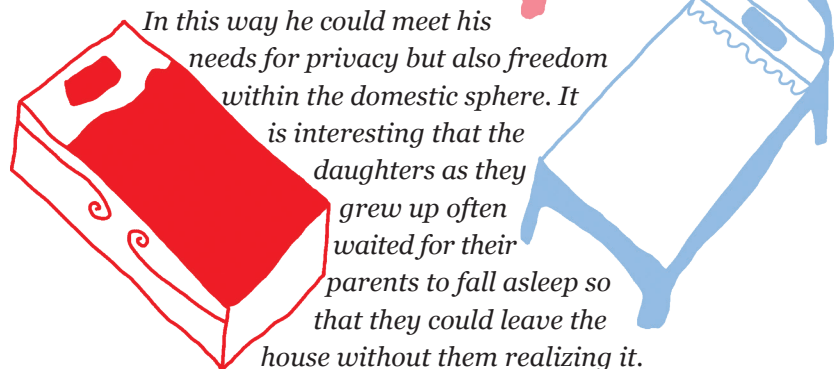 In this way he could meet his
needs for privacy but also freedom
within the domestic sphere. It
is interesting that the
daughters as they
grew up often
waited for their
parents to fall asleep so
that they could leave the
house without them realizing it.